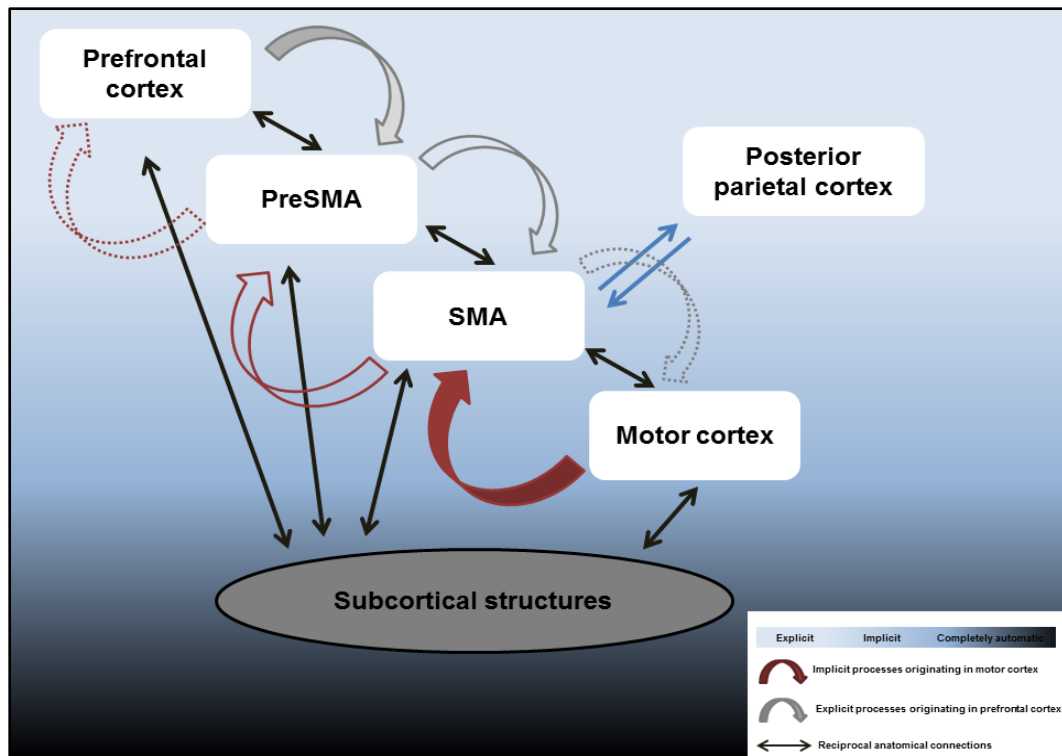 Prefrontal
cortex
PreSMA
Posterior
parietal cortex
SMA
Motor cortex
Subcortical structures
Explicit Implicit Completely automatic
Implicit processes originating in motor cortex
Explicit processes originating in prefrontal cortex
Reciprocal anatomical connections